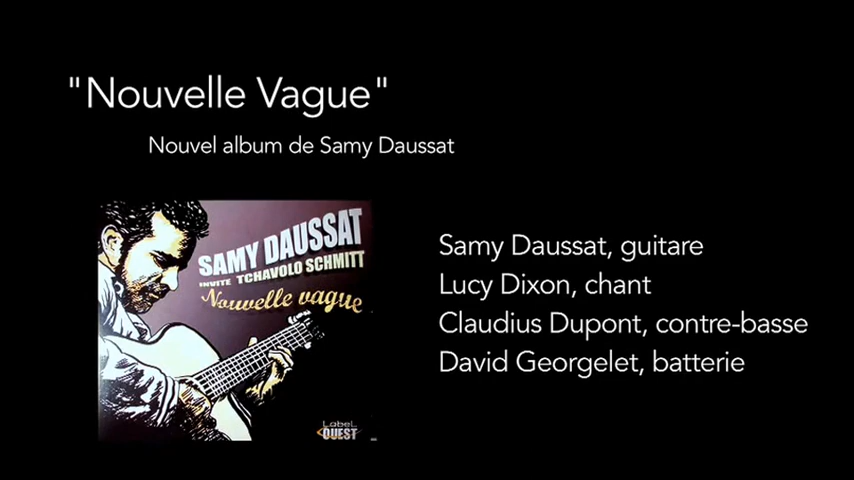 "Nouvelle Vague"
Nouvel album de Samy Daussat
SAMY DAUSSAT
INVITE TCHAVOLO SCHMITT
Nouvelle vague
LABEL
OUEST
Samy Daussat, guitare
Lucy Dixon, chant
Claudius Dupont, contre-basse
David Georgelet, batterie